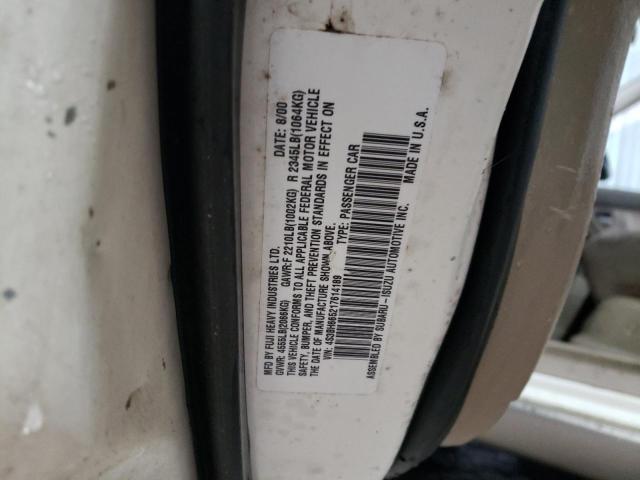 MFD BY FUJI HEAVY INDUSTRIES LTD. DATE: 8/00
GVWR: 4555LB(2066KG) GAWR:F 2210LB(1002KG) R 2345LB(1064KG)
THIS VEHICLE CONFORMS TO ALL APPLICABLE FEDERAL MOTOR VEHICLE
SAFETY, BUMPER, AND THEFT PREVENTION STANDARDS IN EFFECT ON
THE DATE OF MANUFACTURE SHOWN ABOVE.
VIN: 4S3BH665217614189 TYPE: PASSENGER CAR
ASSEMBLED BY SUBARU-ISUZU AUTOMOTIVE INC. MADE IN U.S.A.